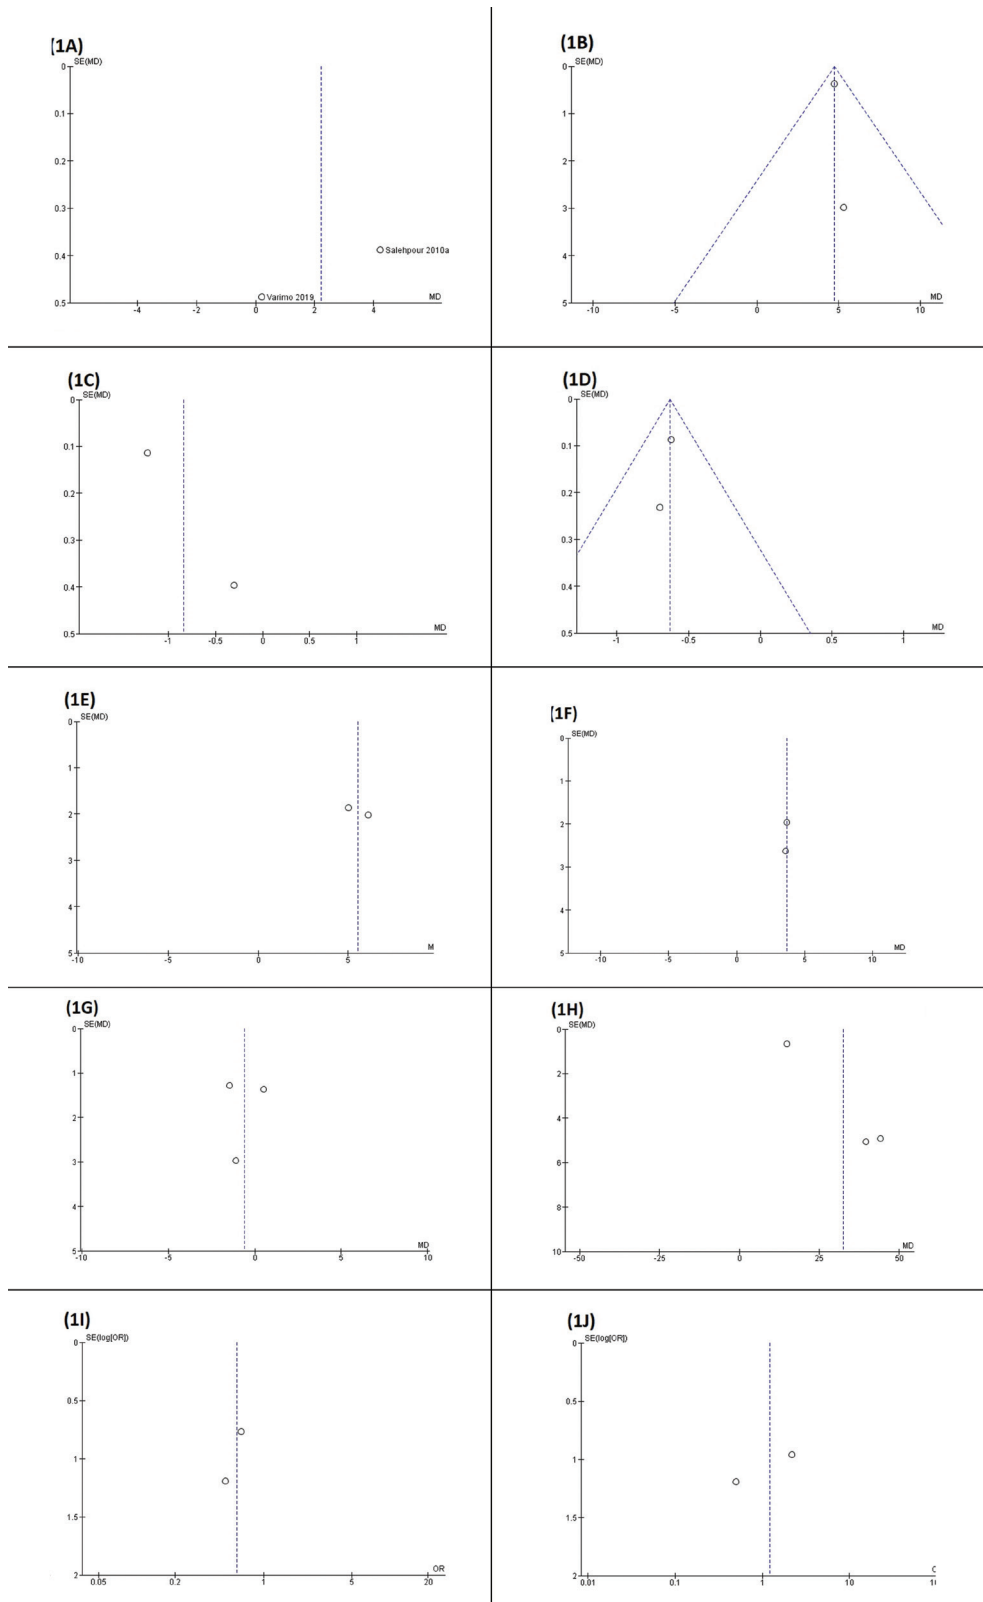 (1A)
SE(MD)
0
0.1
0.2
0.3
0.4
0.5
Salehpour 2010a
Varimo 2019
MD
-4 -2 0 2 4
(1B)
SE(MD)
0
1
2
3
4
5
MD
-10 -5 0 5 10
(1C)
SE(MD)
0
0.1
0.2
0.3
0.4
0.5
MD
-1 -0.5 0 0.5 1
(1D)
SE(MD)
0
0.1
0.2
0.3
0.4
0.5
MD
-1 -0.5 0 0.5 1
(1E)
SE(MD)
0
1
2
3
4
5
M
-10 -5 0 5
(1F)
SE(MD)
0
1
2
3
4
5
MD
-10 -5 0 5 10
(1G)
SE(MD)
0
1
2
3
4
5
MD
-10 -5 0 5 10
(1H)
SE(MD)
0
2
4
6
8
10
MD
-50 -25 0 25 50
(1I)
SE(log[OR])
0
0.5
1
1.5
2
OR
0.05 0.2 1 5 20
(1J)
SE(log[OR])
0
0.5
1
1.5
2
0.01 0.1 1 10